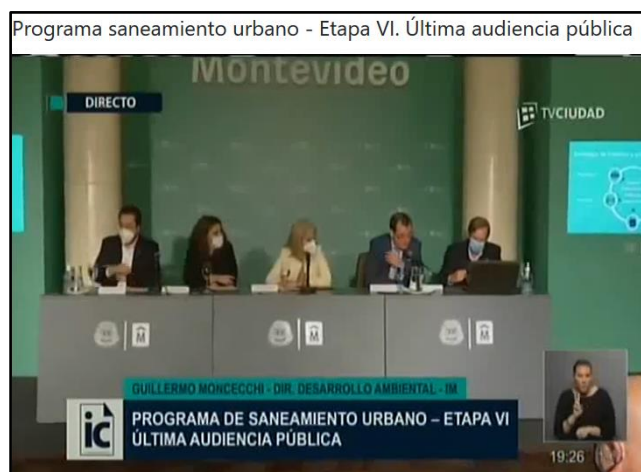 Programa saneamiento urbano - Etapa VI. Última audiencia pública
Montevideo
DIRECTO
TVCIUDAD
M
M
M
GUILLERMO MONCECCHI - DIR. DESARROLLO AMBIENTAL - IM
ic
PROGRAMA DE SANEAMIENTO URBANO – ETAPA VI
ÚLTIMA AUDIENCIA PÚBLICA
19:26